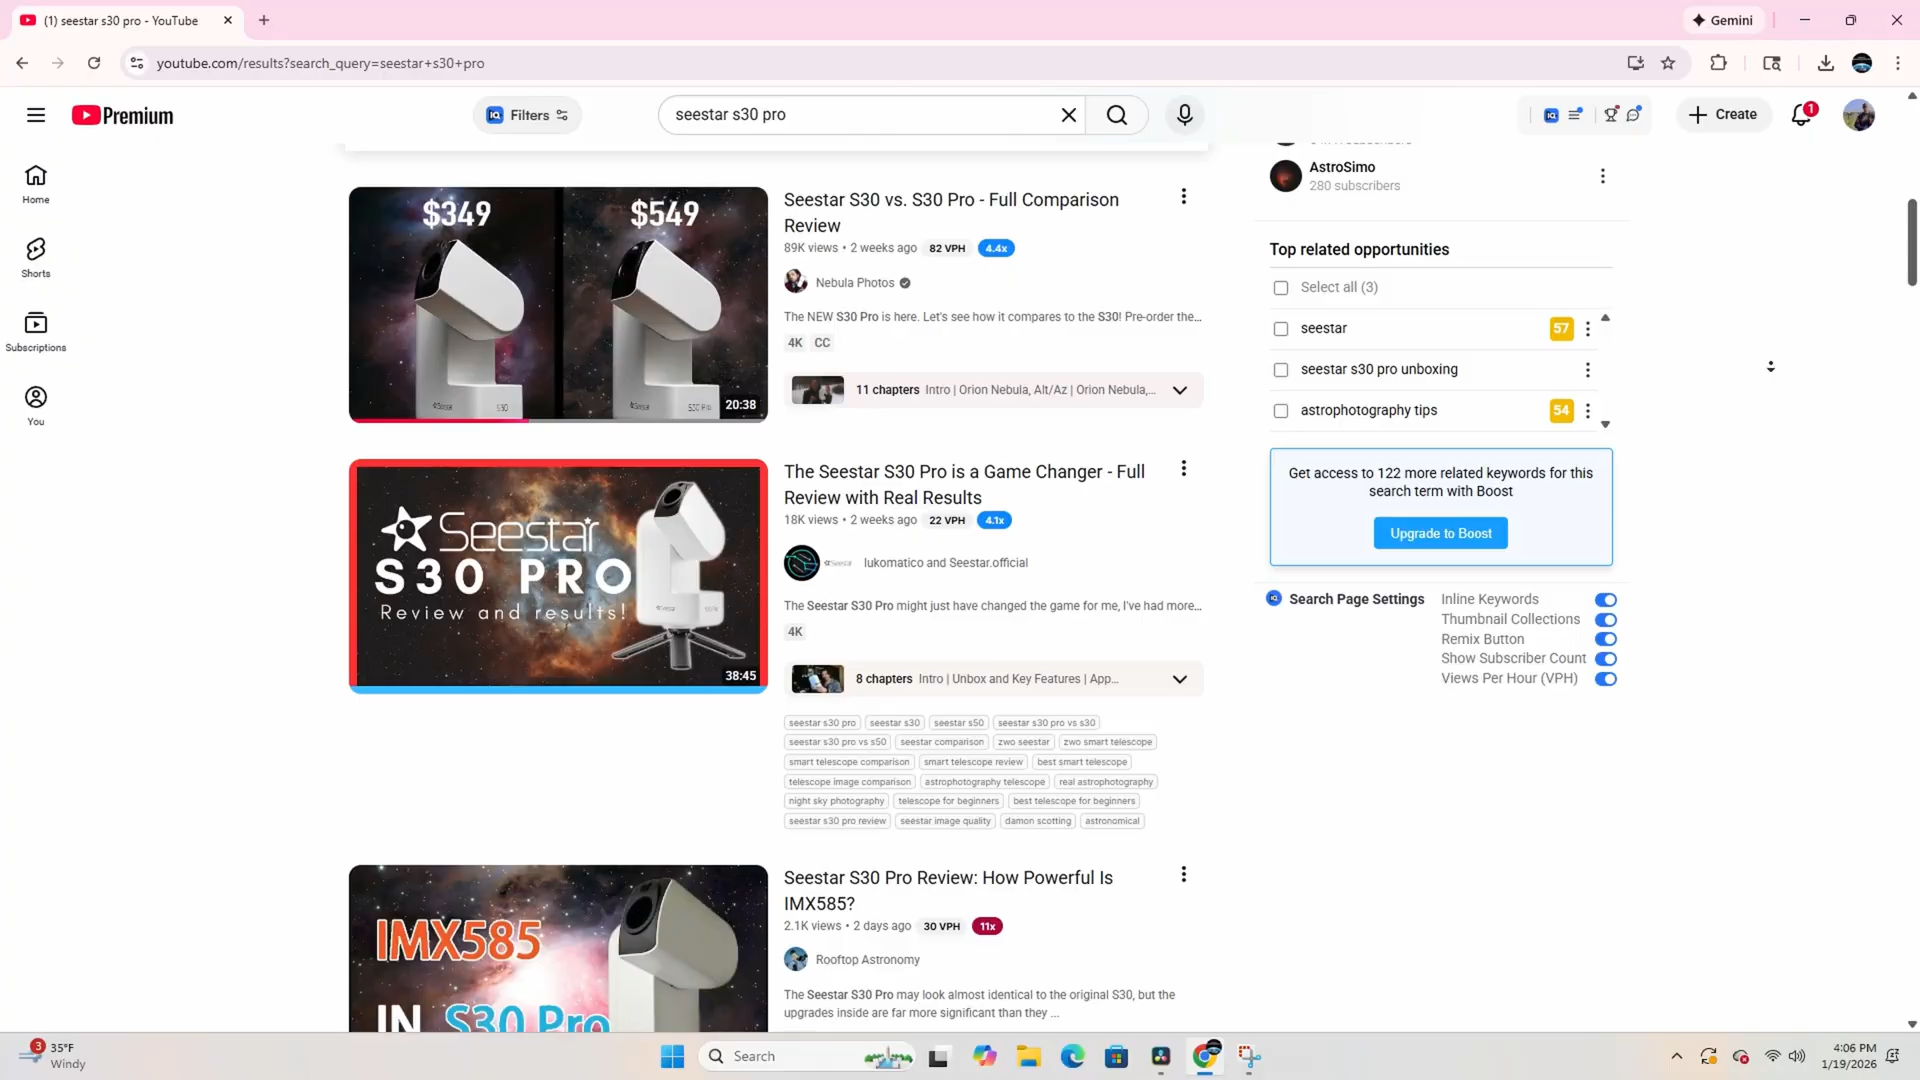 (1) seestar s30 pro - YouTube
Gemini
youtube.com/results?search_query=seestar+s30+pro
Premium
Filters
seestar s30 pro
Create
1
Home
Shorts
Subscriptions
You
$349
$549
Seestar
S30
Seestar
S30 Pro
20:38
Seestar S30 vs. S30 Pro - Full Comparison
Review
89K views • 2 weeks ago 82 VPH 4.4x
Nebula Photos
The NEW S30 Pro is here. Let's see how it compares to the S30! Pre-order the...
4K CC
11 chapters Intro | Orion Nebula, Alt/Az | Orion Nebula,...
Seestar
S30 PRO
Review and results!
38:45
The Seestar S30 Pro is a Game Changer - Full
Review with Real Results
18K views • 2 weeks ago 22 VPH 4.1x
lukomatico and Seestar.official
The Seestar S30 Pro might just have changed the game for me, I've had more...
4K
8 chapters Intro | Unbox and Key Features | App...
seestar s30 pro seestar s30 seestar s50 seestar s30 pro vs s30
seestar s30 pro vs s50 seestar comparison zwo seestar zwo smart telescope
smart telescope comparison smart telescope review best smart telescope
telescope image comparison astrophotography telescope real astrophotography
night sky photography telescope for beginners best telescope for beginners
seestar s30 pro review seestar image quality damon scotting astronomical
IMX585
IN S30 Pro
Seestar S30 Pro Review: How Powerful Is
IMX585?
2.1K views • 2 days ago 30 VPH 11x
Rooftop Astronomy
The Seestar S30 Pro may look almost identical to the original S30, but the
upgrades inside are far more significant than they ...
AstroSimo
280 subscribers
Top related opportunities
Select all (3)
seestar 57
seestar s30 pro unboxing
astrophotography tips 54
Get access to 122 more related keywords for this
search term with Boost
Upgrade to Boost
Search Page Settings
Inline Keywords
Thumbnail Collections
Remix Button
Show Subscriber Count
Views Per Hour (VPH)
3
35°F
Windy
Search
4:06 PM
1/19/2026